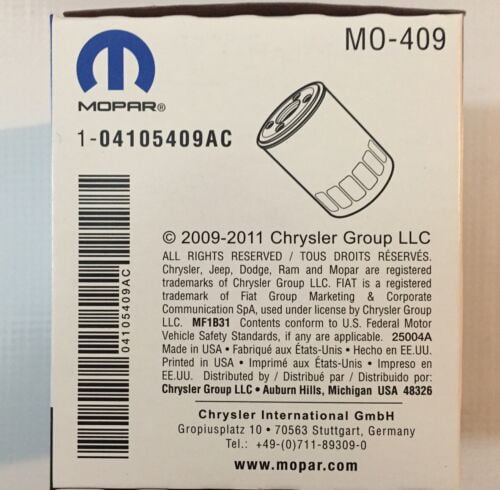 MO-409
MOPAR®
1-04105409AC
04105409AC
© 2009-2011 Chrysler Group LLC
ALL RIGHTS RESERVED / TOUS DROITS RÉSERVÉS.
Chrysler, Jeep, Dodge, Ram and Mopar are registered
trademarks of Chrysler Group LLC. FIAT is a registered
trademark of Fiat Group Marketing & Corporate
Communication SpA, used under license by Chrysler Group
LLC. MF1B31 Contents conform to U.S. Federal Motor
Vehicle Safety Standards, if any are applicable. 25004A
Made in USA • Fabriqué aux États-Unis • Hecho en EE.UU.
Printed in USA • Imprimé aux États-Unis • Impreso en
EE.UU. Distributed by / Distribué par / Distribuido por:
Chrysler Group LLC • Auburn Hills, Michigan USA 48326
Chrysler International GmbH
Gropiusplatz 10 • 70563 Stuttgart, Germany
Tel.: +49-(0)711-89309-0
www.mopar.com